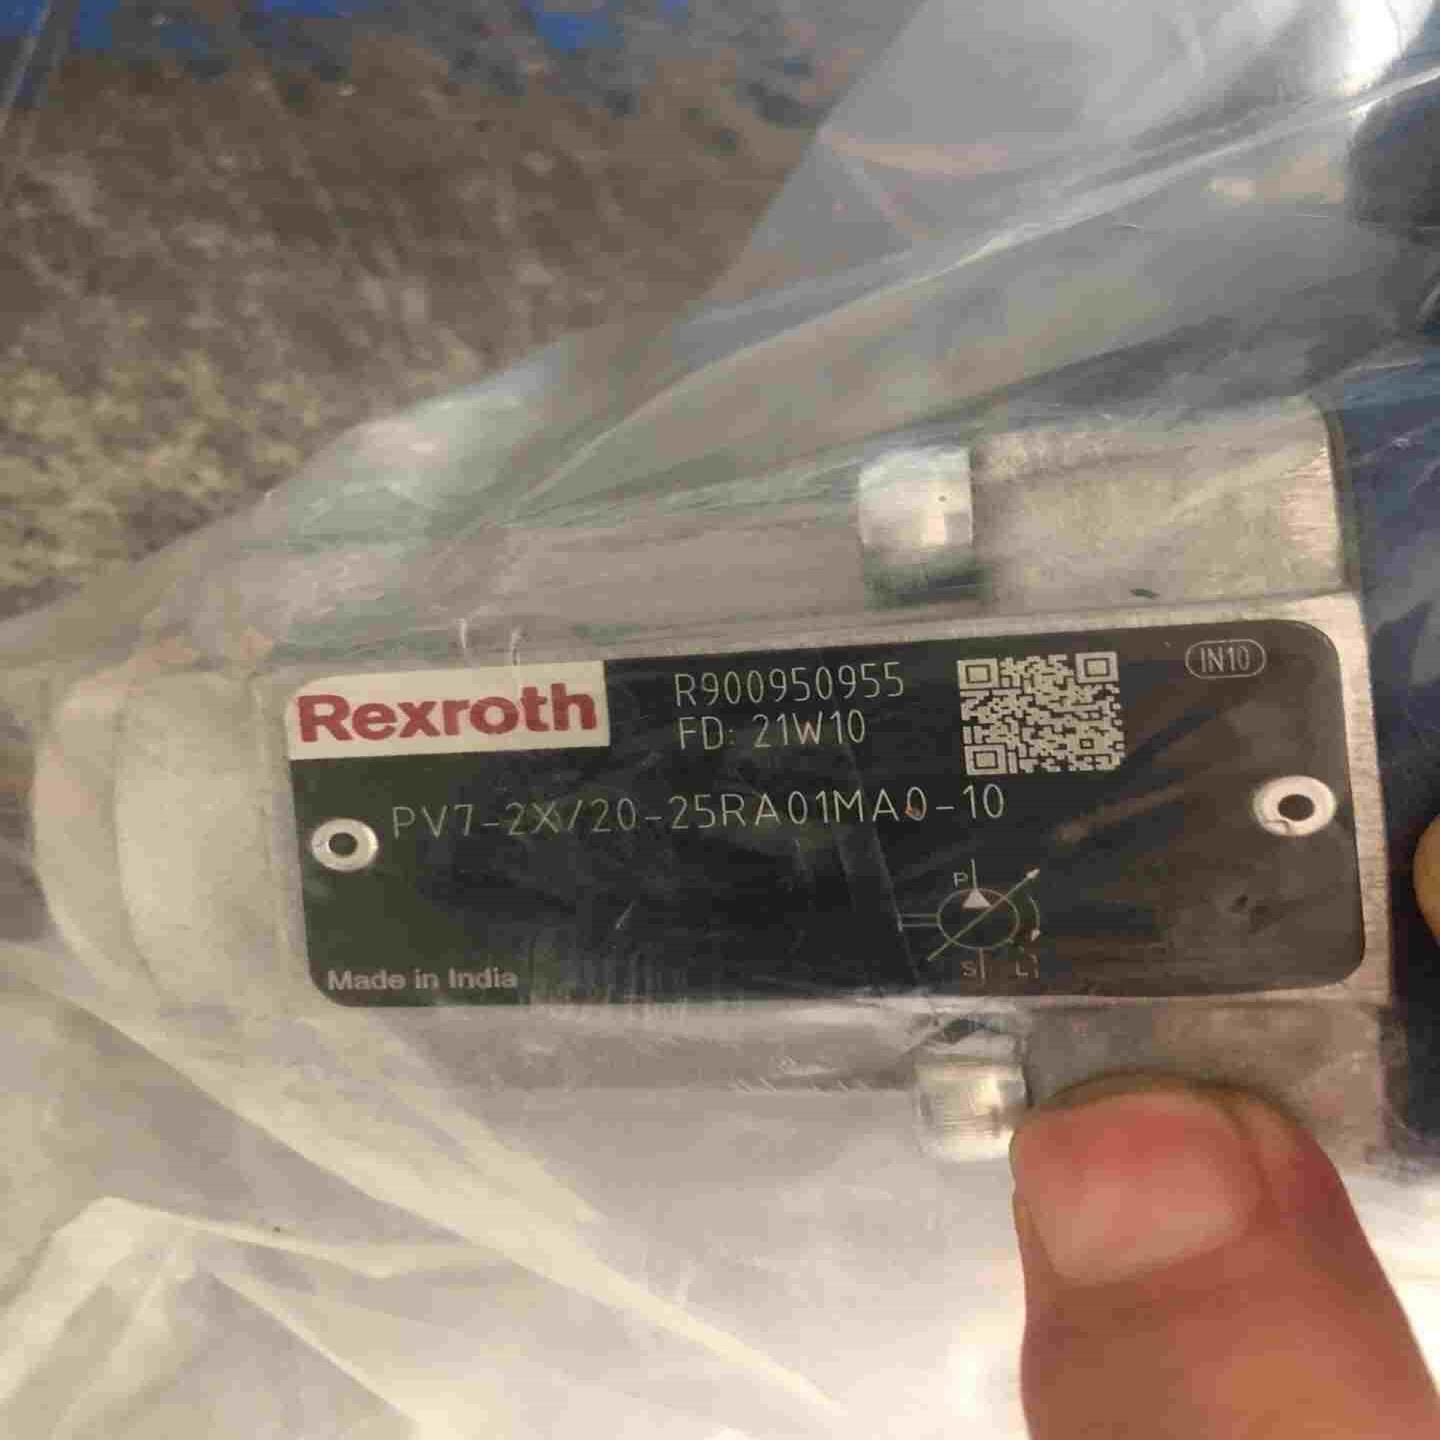 Rexroth
R900950955
FD: 21W10
IN10
PV7-2X/20-25RA01MA0-10
P
S L
Made in India